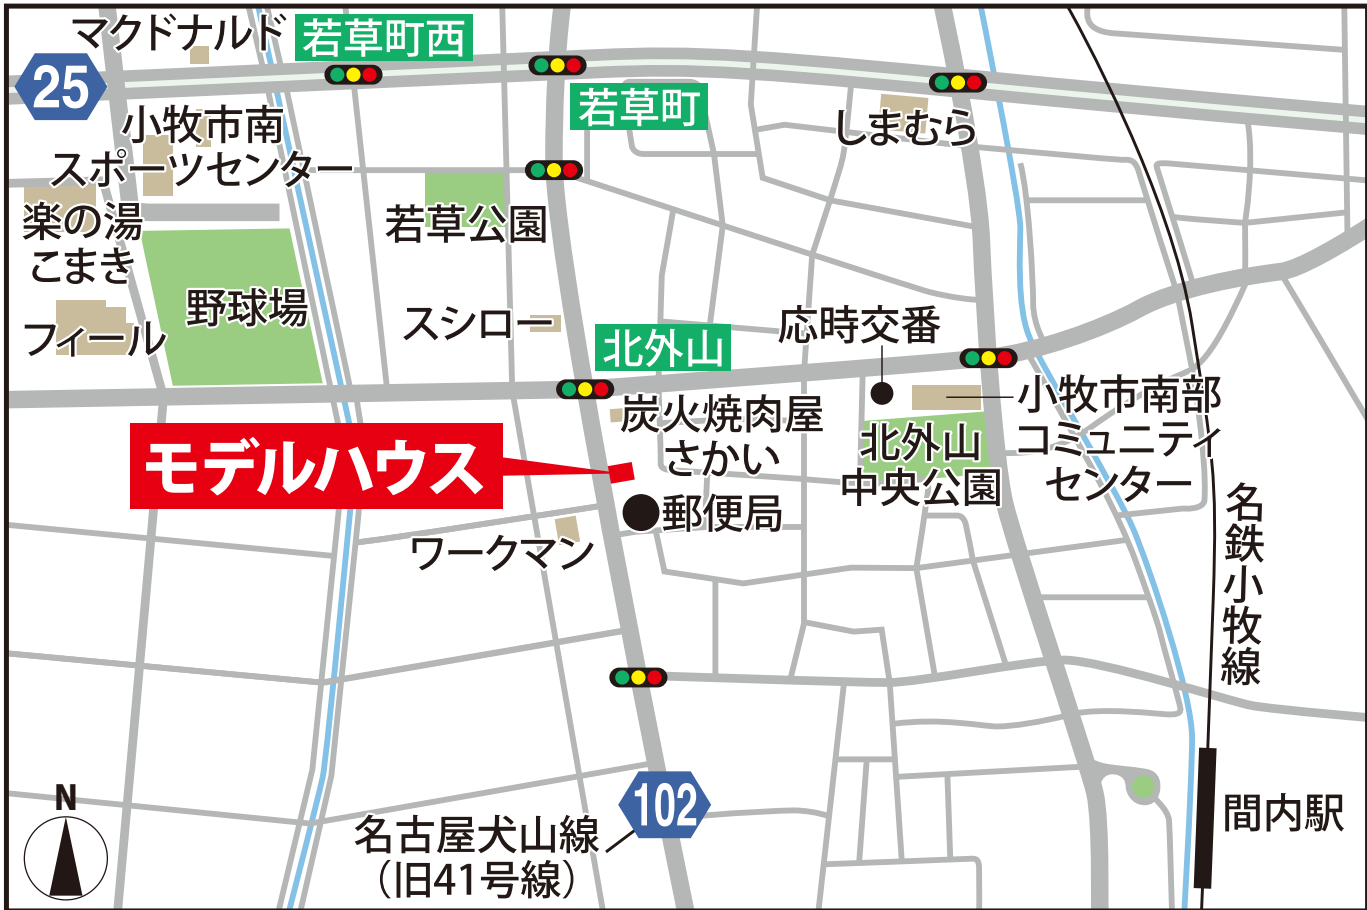 マクドナルド
若草町西
25
若草町
小牧市南
スポーツセンター
しまむら
楽の湯
こまき
若草公園
野球場
フィール
スシロー
北外山
応時交番
炭火焼肉屋
さかい
小牧市南部
コミュニティ
センター
北外山
中央公園
モデルハウス
郵便局
ワークマン
名鉄小牧線
102
間内駅
名古屋犬山線
（旧41号線）
N